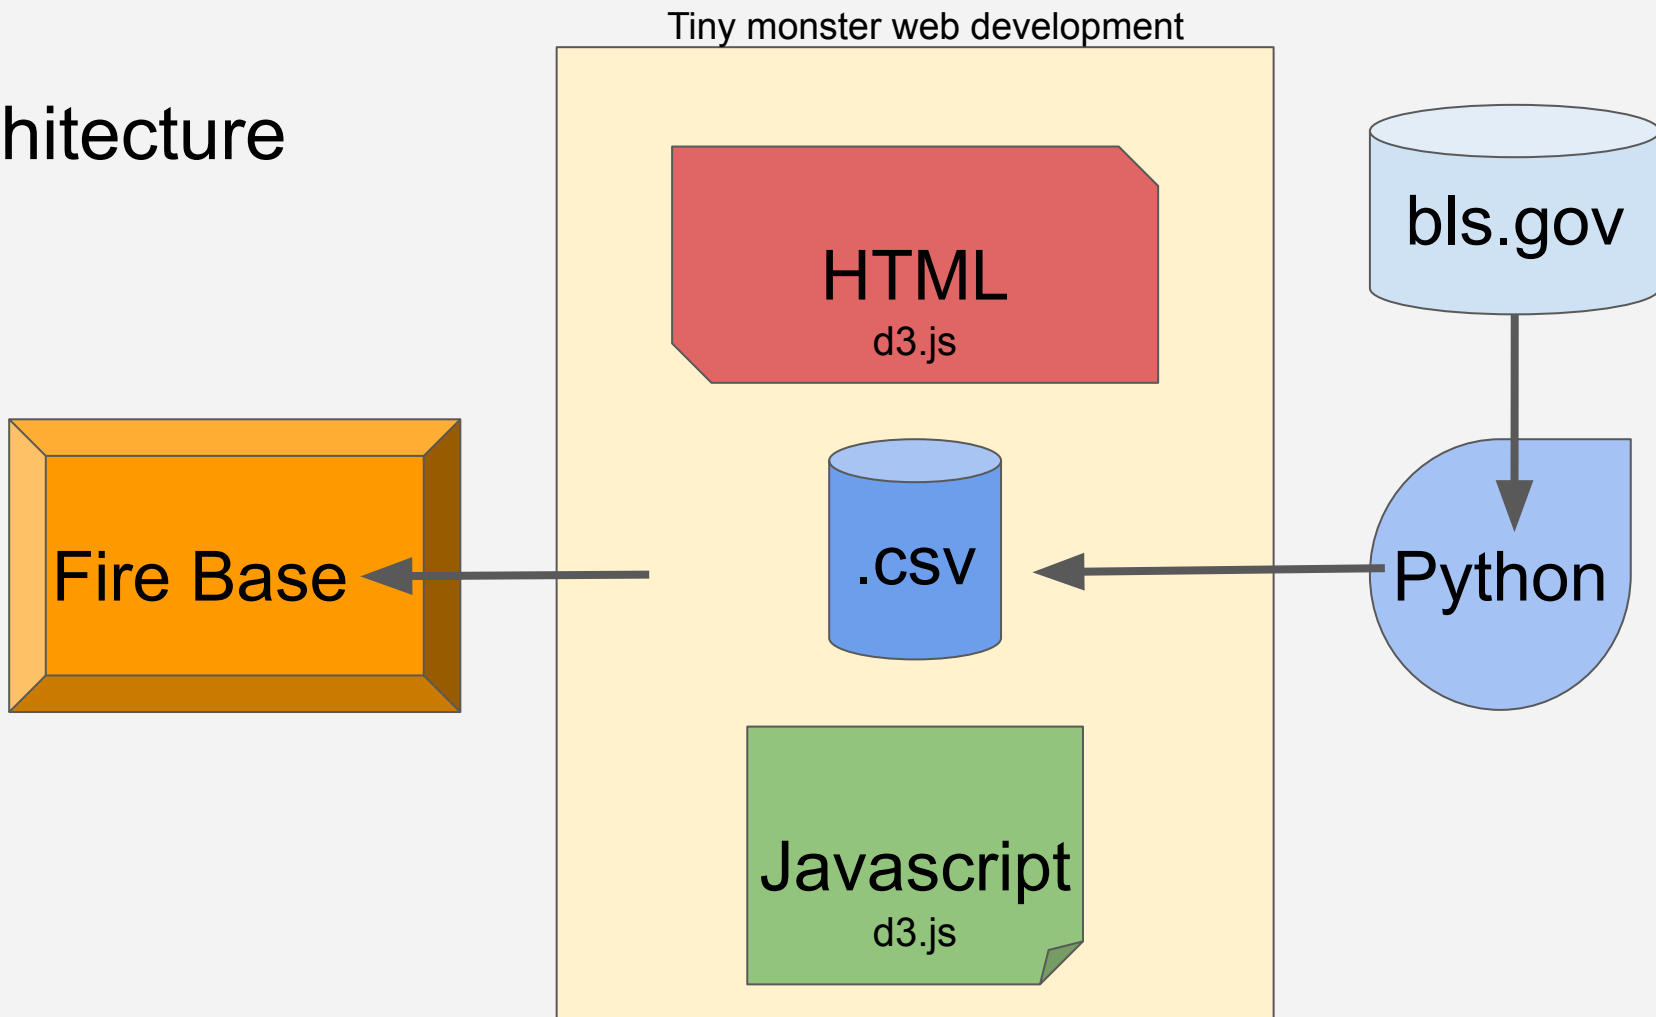 Tiny monster web development
hitecture
HTML
d3.js
bls.gov
Fire Base
.csv
Python
Javascript
d3.js